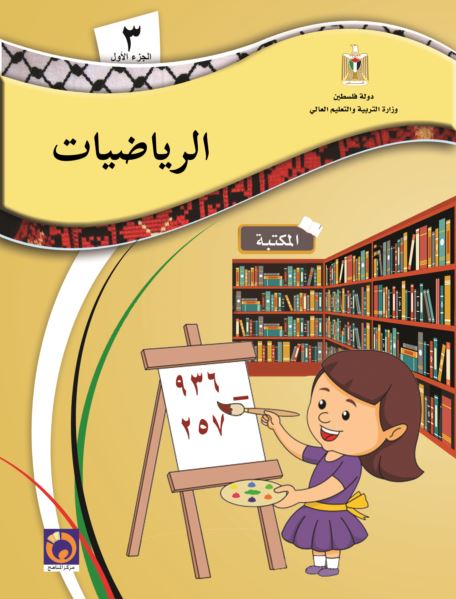 ٣
الجزء الأول
دولة فلسطين
وزارة التربية والتعليم العالي
الرياضيات
المكتبة
٩٣٦
−
٢٥٧
مركز المناهج